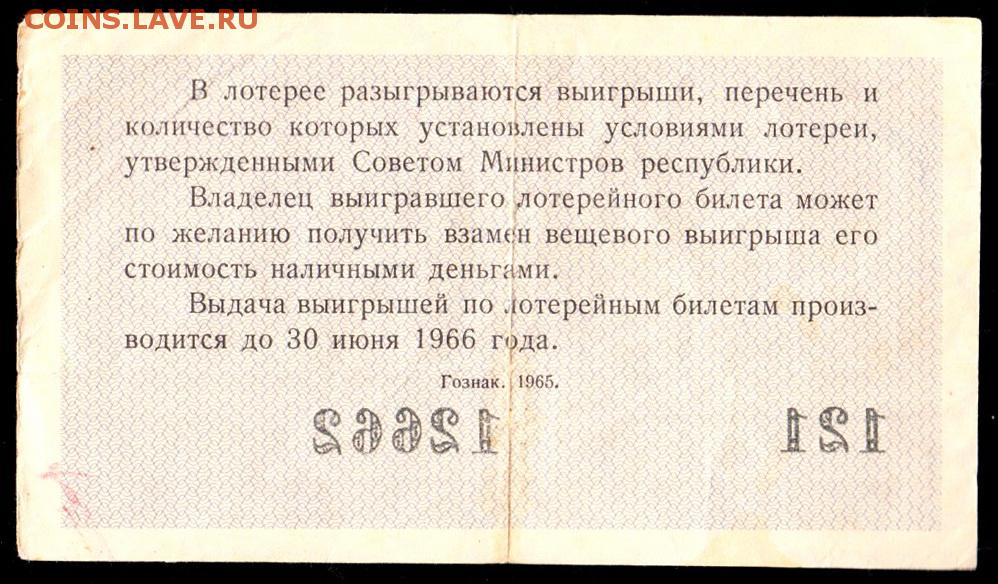 COINS.LAVE.RU
В лотерее разыгрываются выигрыши, перечень и
количество которых установлены условиями лотереи,
утвержденными Советом Министров республики.
Владелец выигравшего лотерейного билета может
по желанию получить взамен вещевого выигрыша его
стоимость наличными деньгами.
Выдача выигрышей по лотерейным билетам произ-
водится до 30 июня 1966 года.
Гознак. 1965.
12662 121